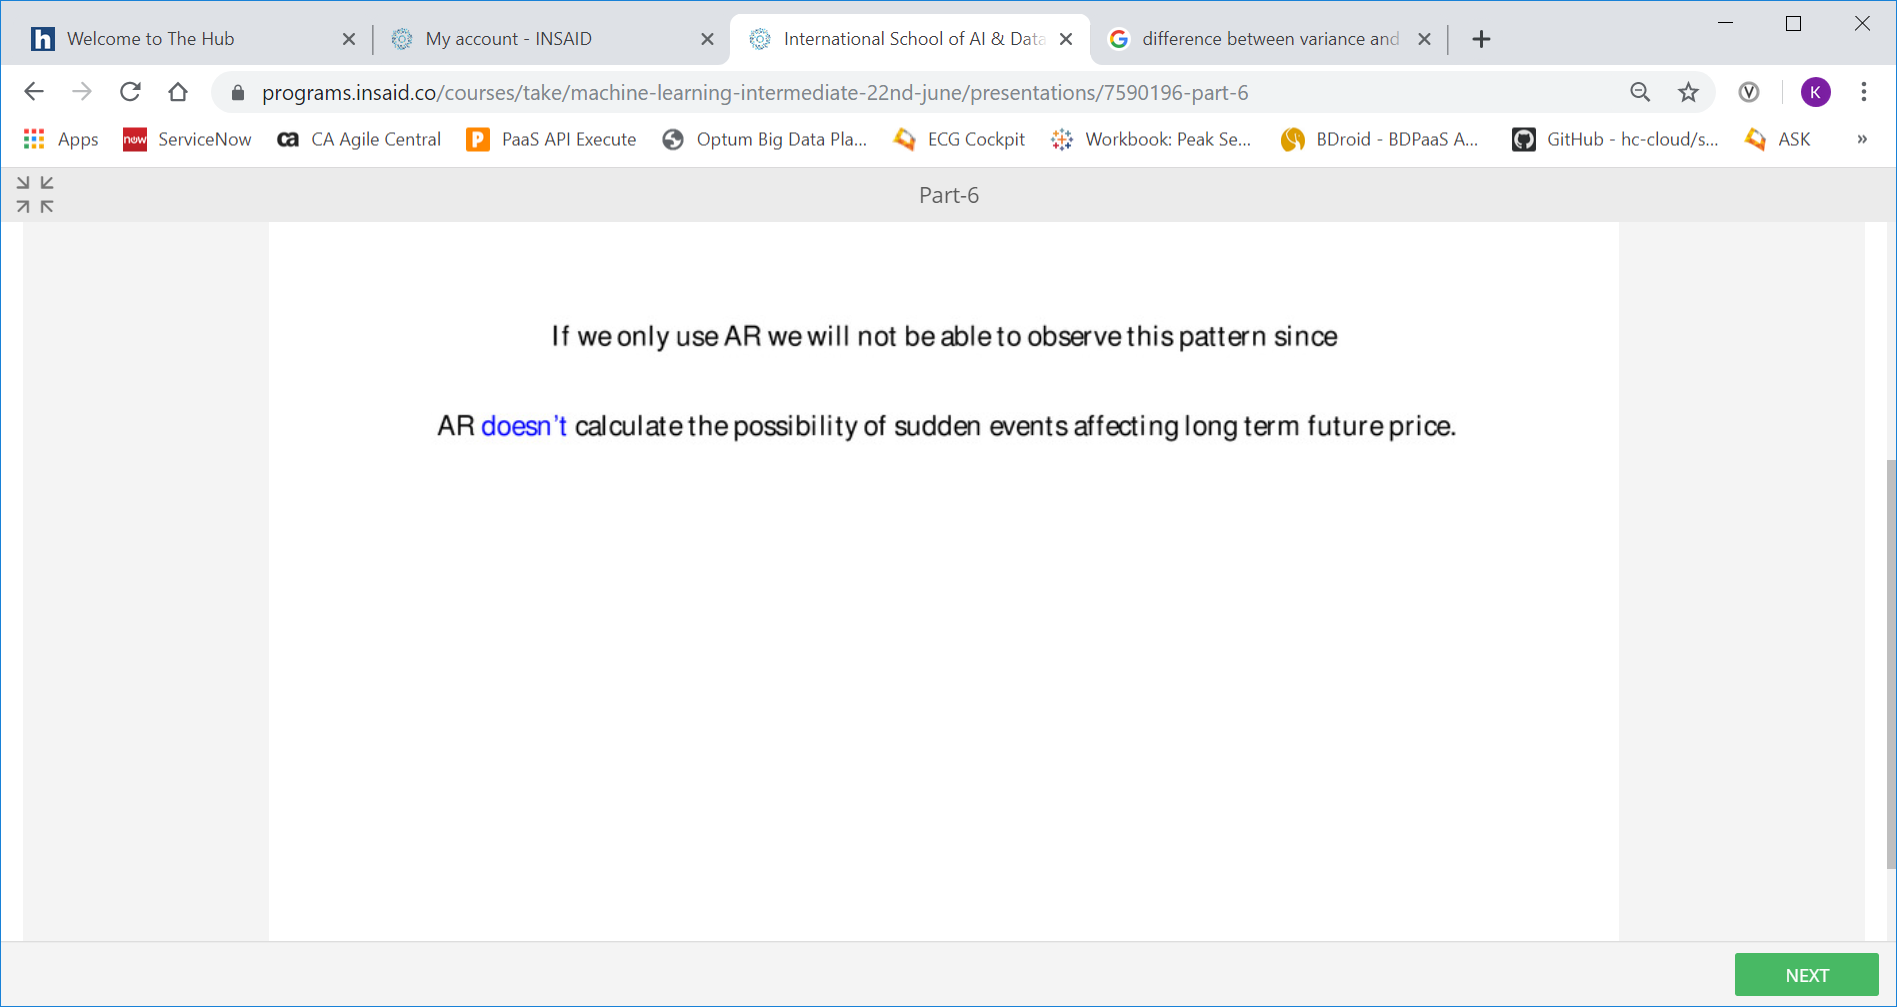 Welcome to The Hub
My account - INSAID
International School of AI & Data
difference between variance and
programs.insaid.co/courses/take/machine-learning-intermediate-22nd-june/presentations/7590196-part-6
K
Apps
now ServiceNow
ca CA Agile Central
P PaaS API Execute
Optum Big Data Pla...
ECG Cockpit
Workbook: Peak Se...
BDroid - BDPaaS A...
GitHub - hc-cloud/s...
ASK
»
Part-6
If we only use AR we will not be able to observe this pattern since
AR doesn't calculate the possibility of sudden events affecting long term future price.
NEXT